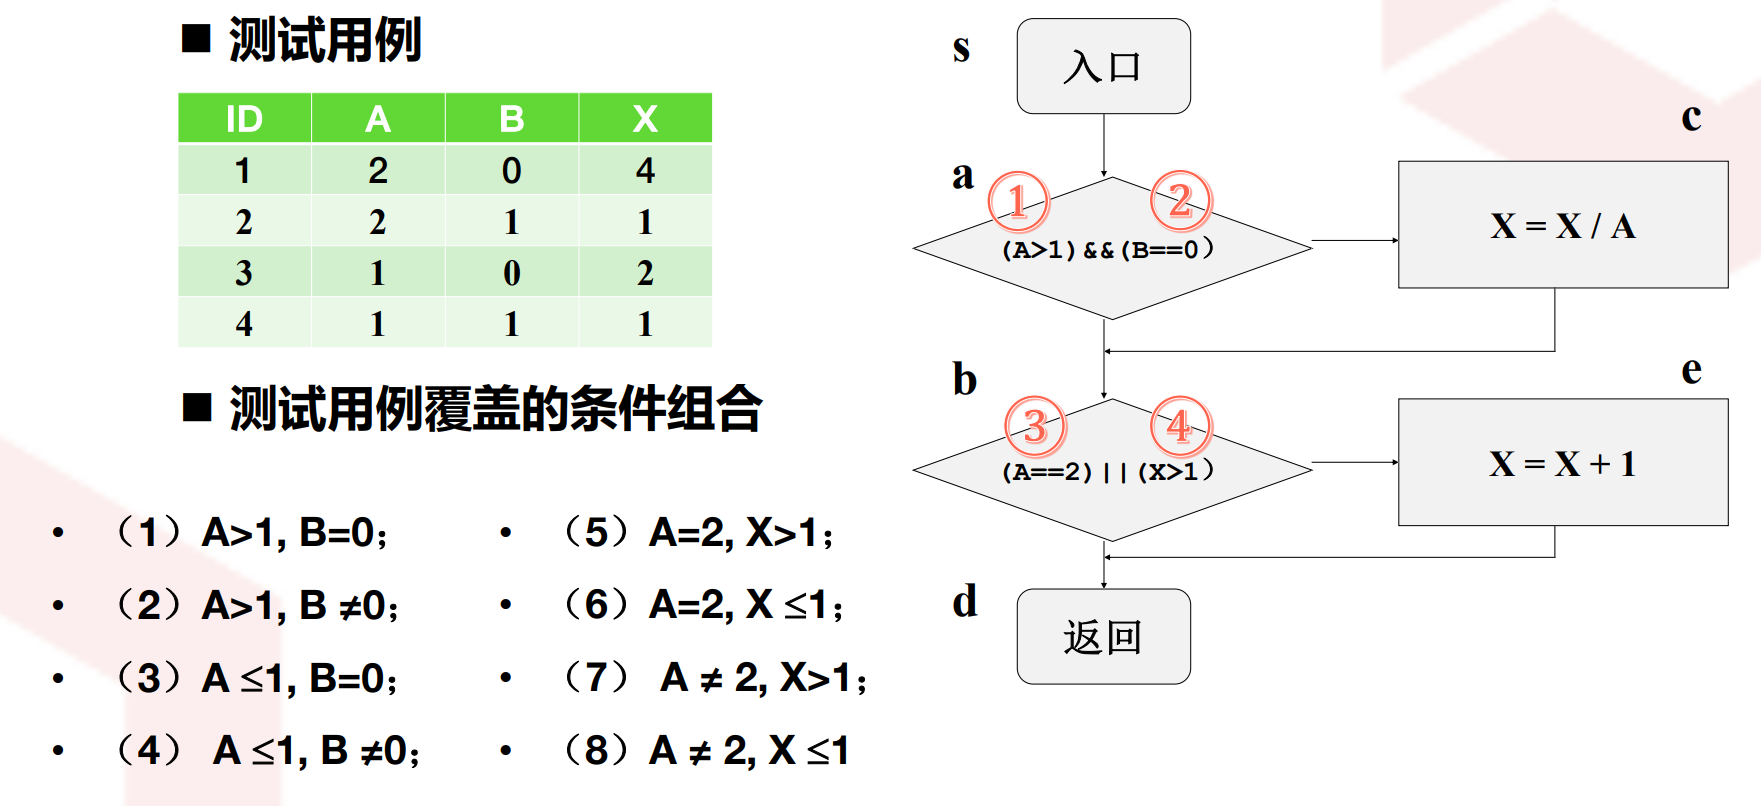 ■ 测试用例
ID A B X
1 2 0 4
2 2 1 1
3 1 0 2
4 1 1 1
■ 测试用例覆盖的条件组合
• （1）A>1, B=0；
• （2）A>1, B ≠0；
• （3）A ≤1, B=0；
• （4） A ≤1, B ≠0；
• （5）A=2, X>1；
• （6）A=2, X ≤1；
• （7） A ≠ 2, X>1；
• （8）A ≠ 2, X ≤1
s
入口
a
① ②
(A>1)&&(B==0）
c
X = X / A
b
③ ④
(A==2)||(X>1）
e
X = X + 1
d
返回